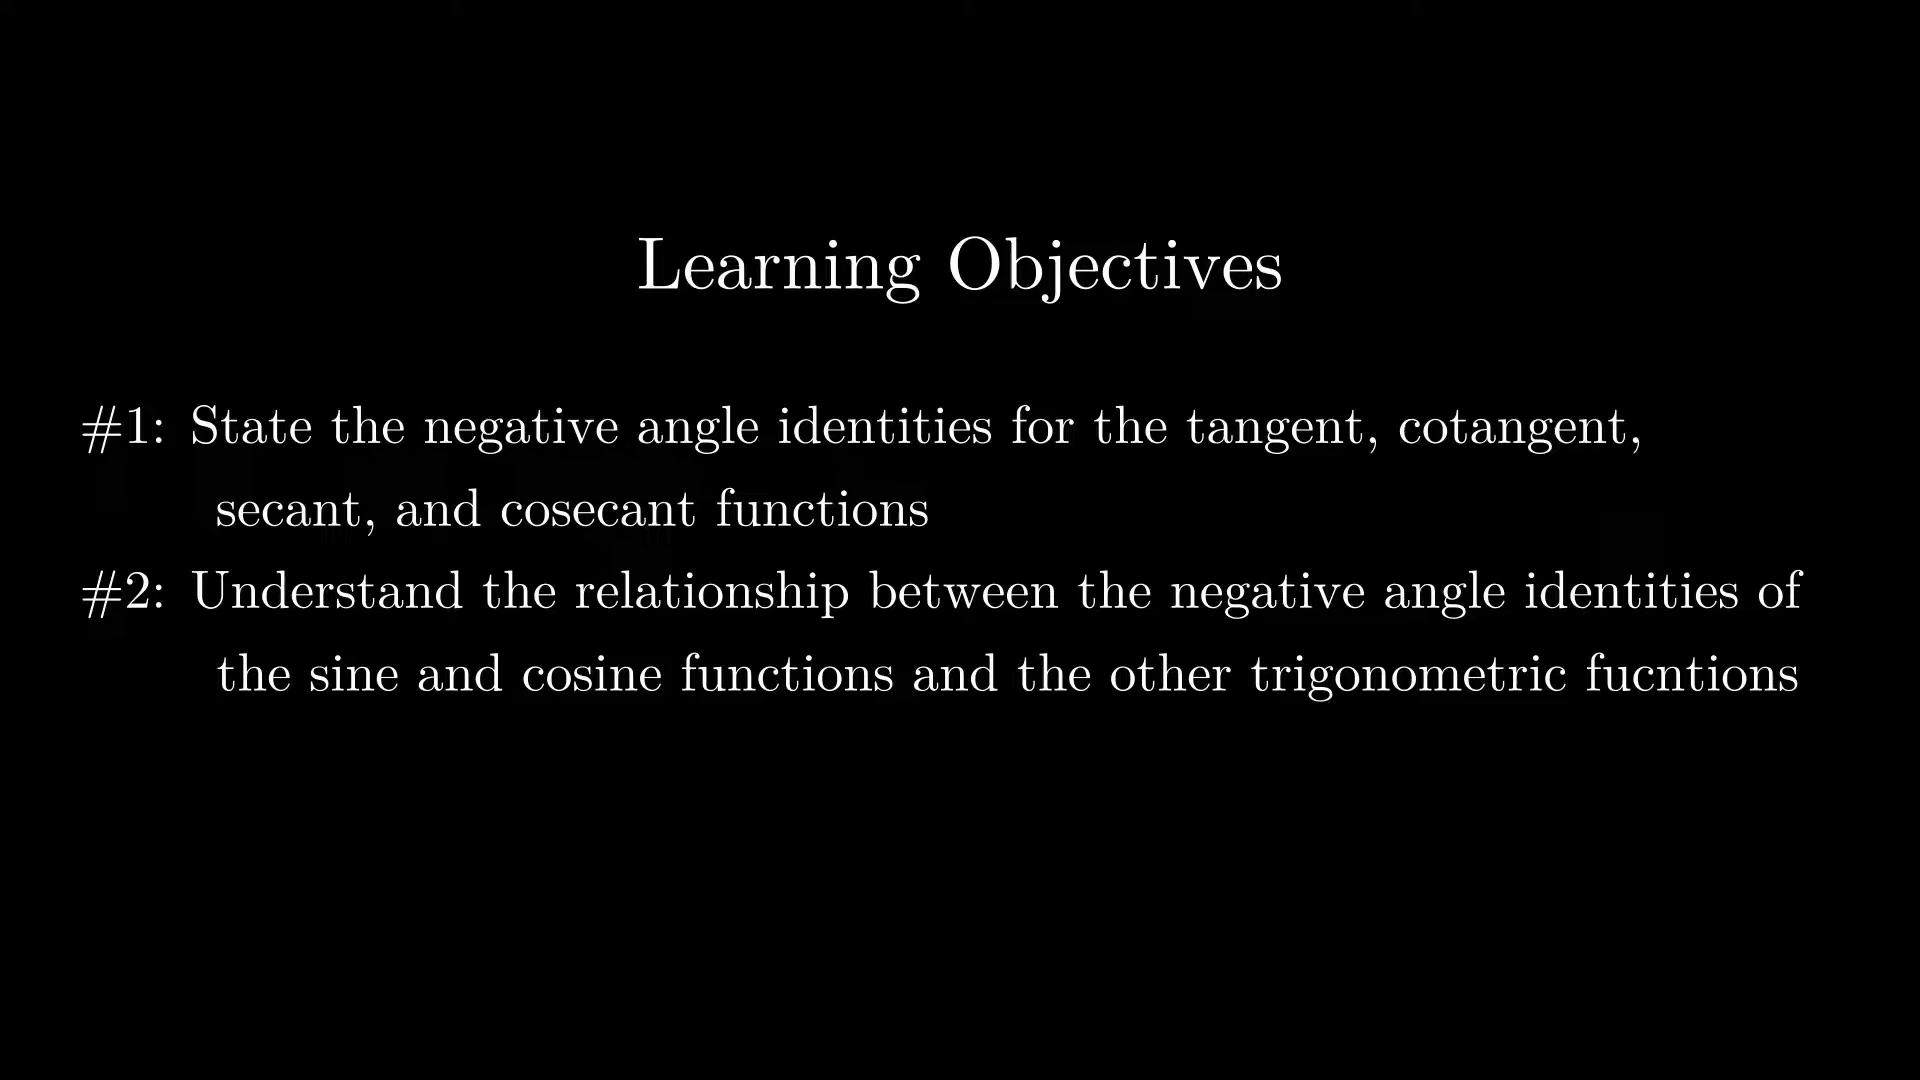 Learning Objectives
#1: State the negative angle identities for the tangent, cotangent,
secant, and cosecant functions
#2: Understand the relationship between the negative angle identities of
the sine and cosine functions and the other trigonometric fucntions